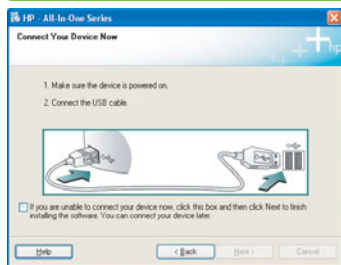 HP - All-In-One Series
Connect Your Device Now
hp
1. Make sure the device is powered on.
2. Connect the USB cable.
If you are unable to connect your device now, click this box and then click Next to finish
installing the software. You can connect your device later.
Help
< Back
Next >
Cancel